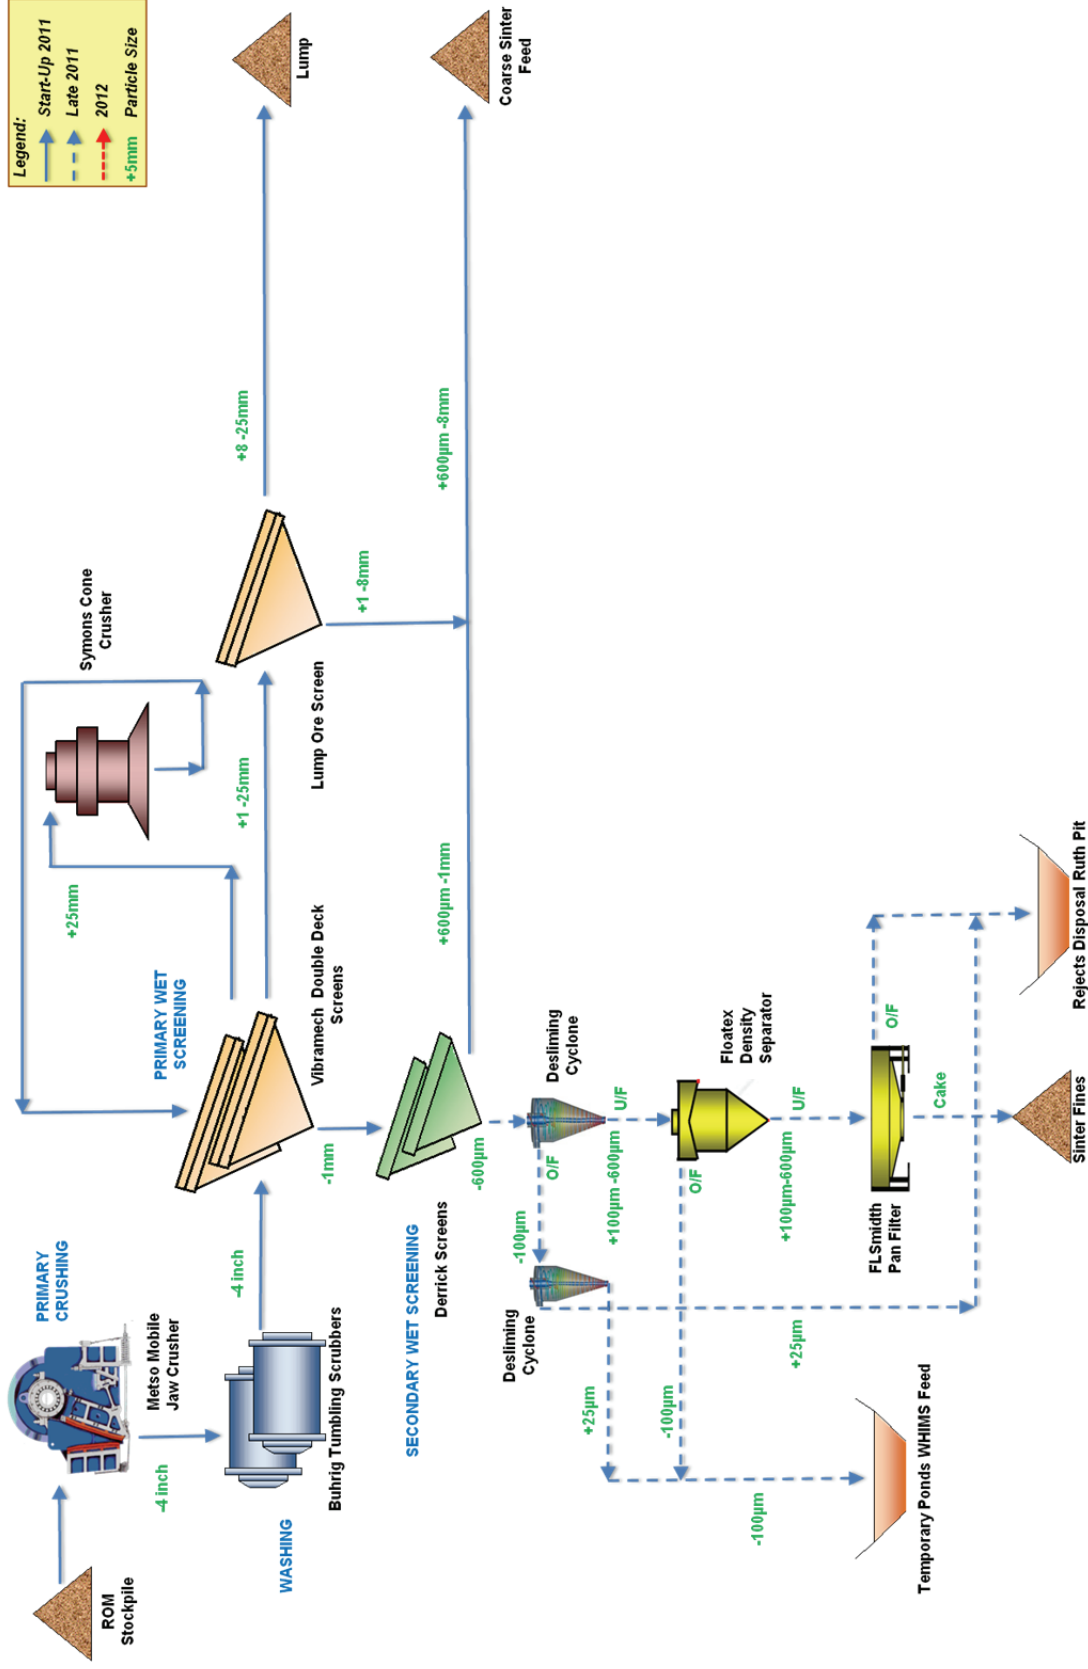 Legend:
Start-Up 2011
Late 2011
2012
+5mm Particle Size
ROM
Stockpile
PRIMARY
CRUSHING
Metso Mobile
Jaw Crusher
-4 inch
WASHING
Buhrig Tumbling Scrubbers
-4 inch
PRIMARY WET
SCREENING
Vibramech Double Deck
Screens
+25mm
Symons Cone
Crusher
+1 -25mm
Lump Ore Screen
+8 -25mm
Lump
+1 -8mm
-1mm
SECONDARY WET SCREENING
Derrick Screens
+600µm -1mm
+600µm -8mm
Coarse Sinter
Feed
-600µm
Desliming
Cyclone
O/F
U/F
-100µm
+100µm -600µm
Desliming
Cyclone
+25µm
+25µm
Floatex
Density
Separator
O/F
U/F
-100µm
+100µm-600µm
-100µm
FLSmidth
Pan Filter
O/F
Cake
Temporary Ponds WHIMS Feed
Sinter Fines
Rejects Disposal Ruth Pit